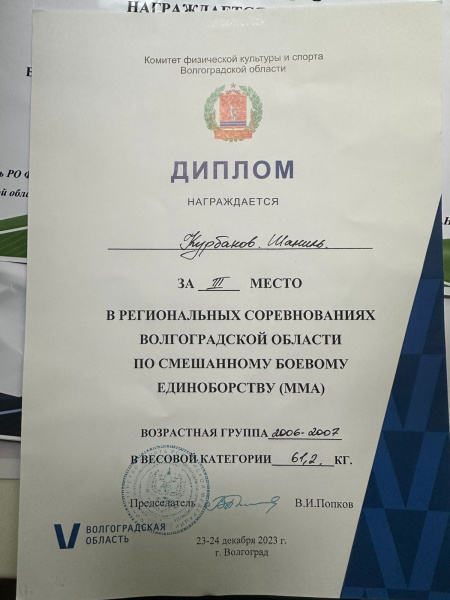 НАГРАЖДАЕТСЯ
Комитет физической культуры и спорта
Волгоградской области
ДИПЛОМ
НАГРАЖДАЕТСЯ
Курбанов. Шамиль.
ЗА III МЕСТО
В РЕГИОНАЛЬНЫХ СОРЕВНОВАНИЯХ
ВОЛГОГРАДСКОЙ ОБЛАСТИ
ПО СМЕШАННОМУ БОЕВОМУ
ЕДИНОБОРСТВУ (ММА)
ВОЗРАСТНАЯ ГРУППА 2006-2007
В ВЕСОВОЙ КАТЕГОРИИ 61,2, КГ.
Председатель В.И.Попков
ВОЛГОГРАДСКАЯ
ОБЛАСТЬ
23-24 декабря 2023 г.
г. Волгоград